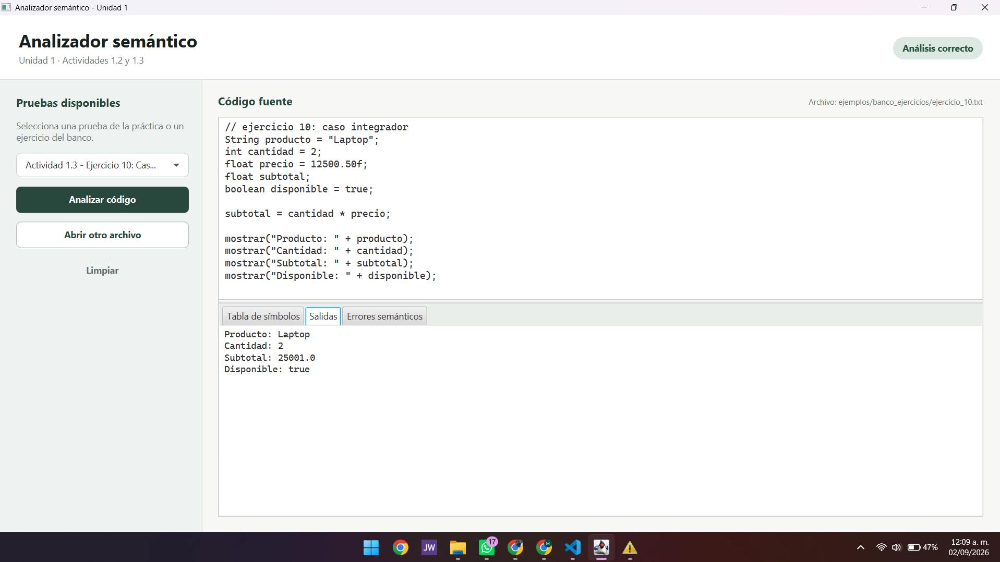 Analizador semántico - Unidad 1
Analizador semántico
Unidad 1 · Actividades 1.2 y 1.3
Análisis correcto
Pruebas disponibles
Selecciona una prueba de la práctica o un
ejercicio del banco.
Actividad 1.3 - Ejercicio 10: Cas...
Analizar código
Abrir otro archivo
Limpiar
Código fuente
Archivo: ejemplos/banco_ejercicios/ejercicio_10.txt
// ejercicio 10: caso integrador
String producto = "Laptop";
int cantidad = 2;
float precio = 12500.50f;
float subtotal;
boolean disponible = true;
subtotal = cantidad * precio;
mostrar("Producto: " + producto);
mostrar("Cantidad: " + cantidad);
mostrar("Subtotal: " + subtotal);
mostrar("Disponible: " + disponible);
Tabla de símbolos
Salidas
Errores semánticos
Producto: Laptop
Cantidad: 2
Subtotal: 25001.0
Disponible: true
JW
17
M
47%
12:09 a. m.
02/09/2026